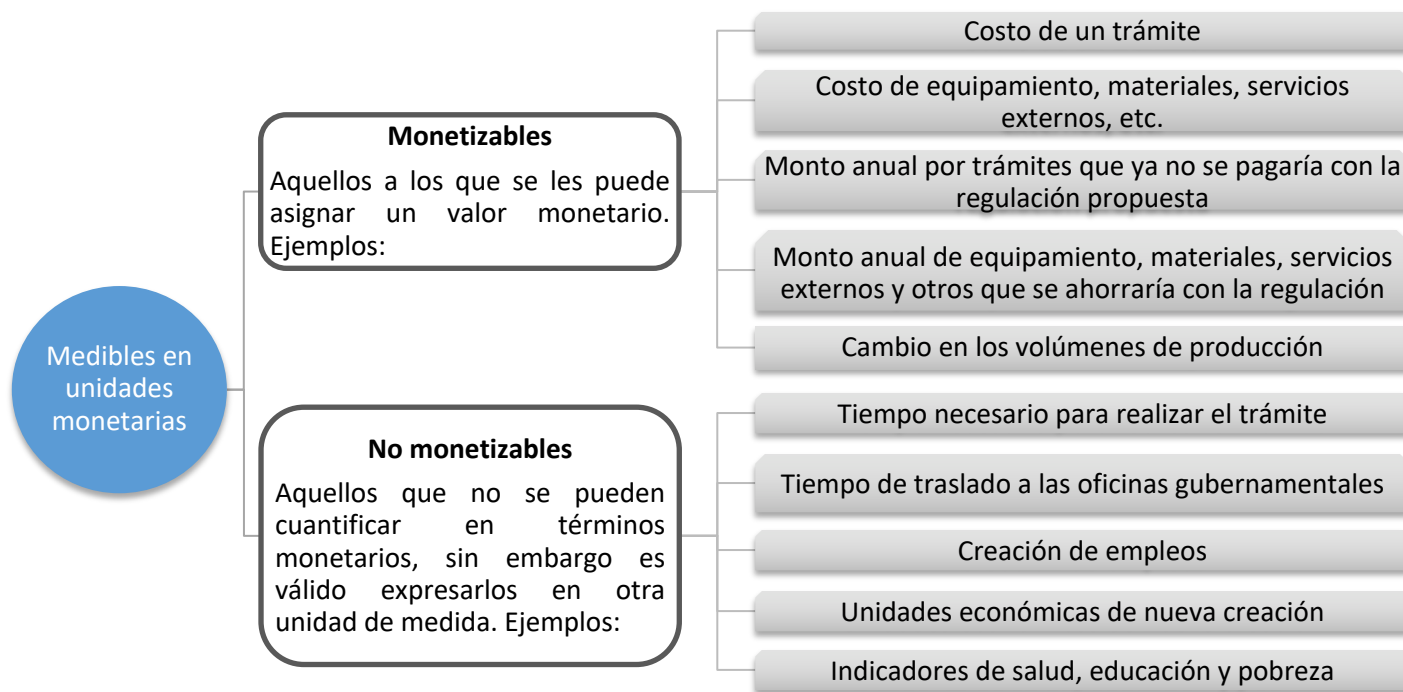 Medibles en
unidades
monetarias
Monetizables
Aquellos a los que se les puede
asignar un valor monetario.
Ejemplos:
Costo de un trámite
Costo de equipamiento, materiales, servicios
externos, etc.
Monto anual por trámites que ya no se pagaría con la
regulación propuesta
Monto anual de equipamiento, materiales, servicios
externos y otros que se ahorraría con la regulación
Cambio en los volúmenes de producción
No monetizables
Aquellos que no se pueden
cuantificar en términos
monetarios, sin embargo es
válido expresarlos en otra
unidad de medida. Ejemplos:
Tiempo necesario para realizar el trámite
Tiempo de traslado a las oficinas gubernamentales
Creación de empleos
Unidades económicas de nueva creación
Indicadores de salud, educación y pobreza